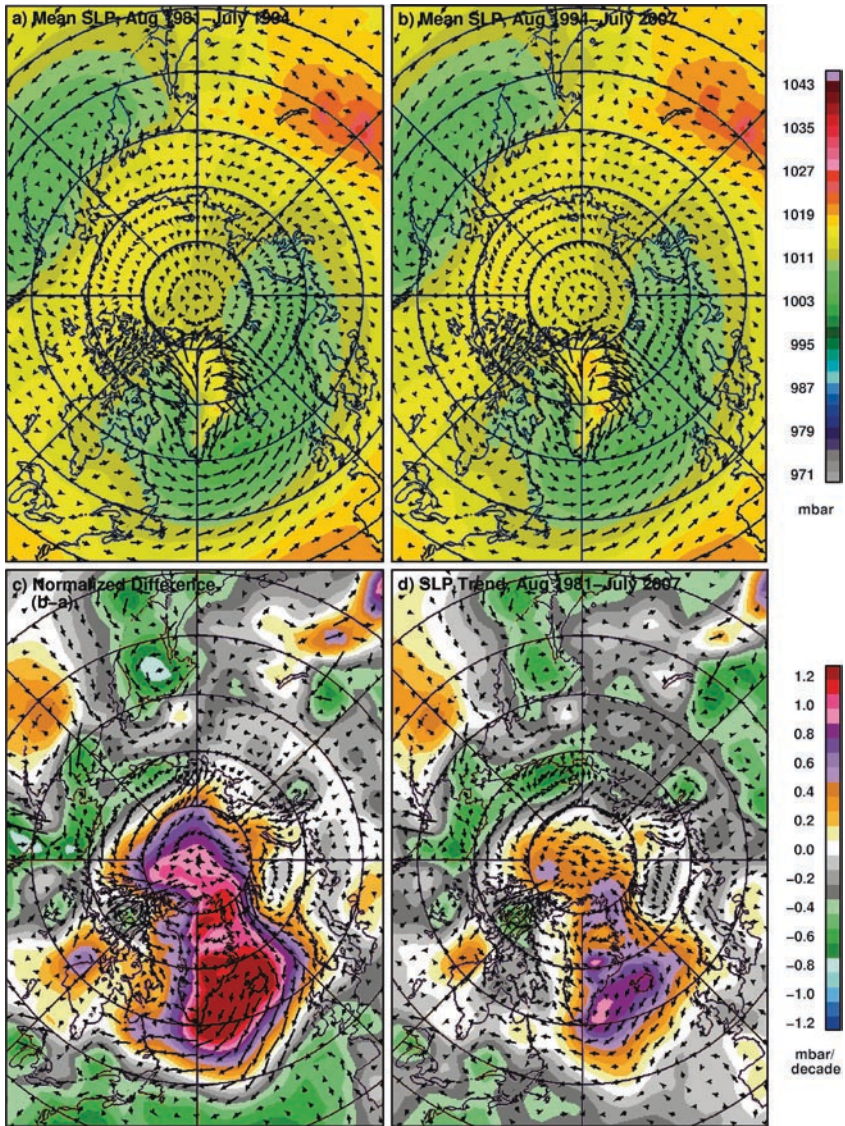 a) Mean SLP, Aug 1981–July 1994
b) Mean SLP, Aug 1994–July 2007
1043
1035
1027
1019
1011
1003
995
987
979
971
mbar
c) Normalized Difference,
(b–a)
d) SLP Trend, Aug 1981–July 2007
1.2
1.0
0.8
0.6
0.4
0.2
0.0
−0.2
−0.4
−0.6
−0.8
−1.0
−1.2
mbar/
decade